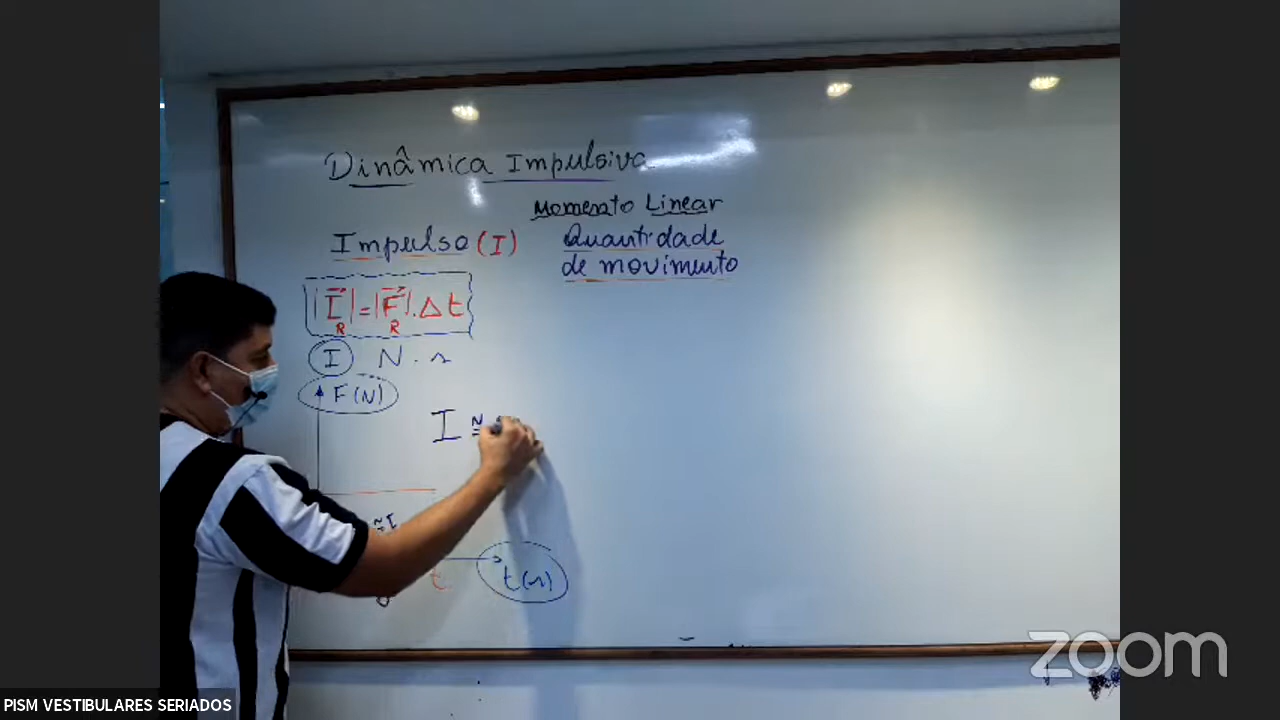 Dinâmica Impulsiva
Momento Linear
Impulso (I)
Quantidade
de movimento
|I⃗R| = |F⃗R| . Δt
I N . s
F (N)
I N
=
≅ I
t
t(s)
zoom
PISM VESTIBULARES SERIADOS